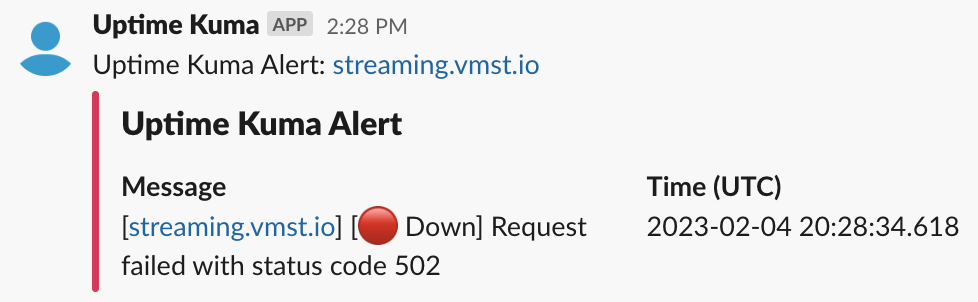 Uptime Kuma APP 2:28 PM
Uptime Kuma Alert: streaming.vmst.io
Uptime Kuma Alert
Message
[streaming.vmst.io] [🔴 Down] Request
failed with status code 502
Time (UTC)
2023-02-04 20:28:34.618